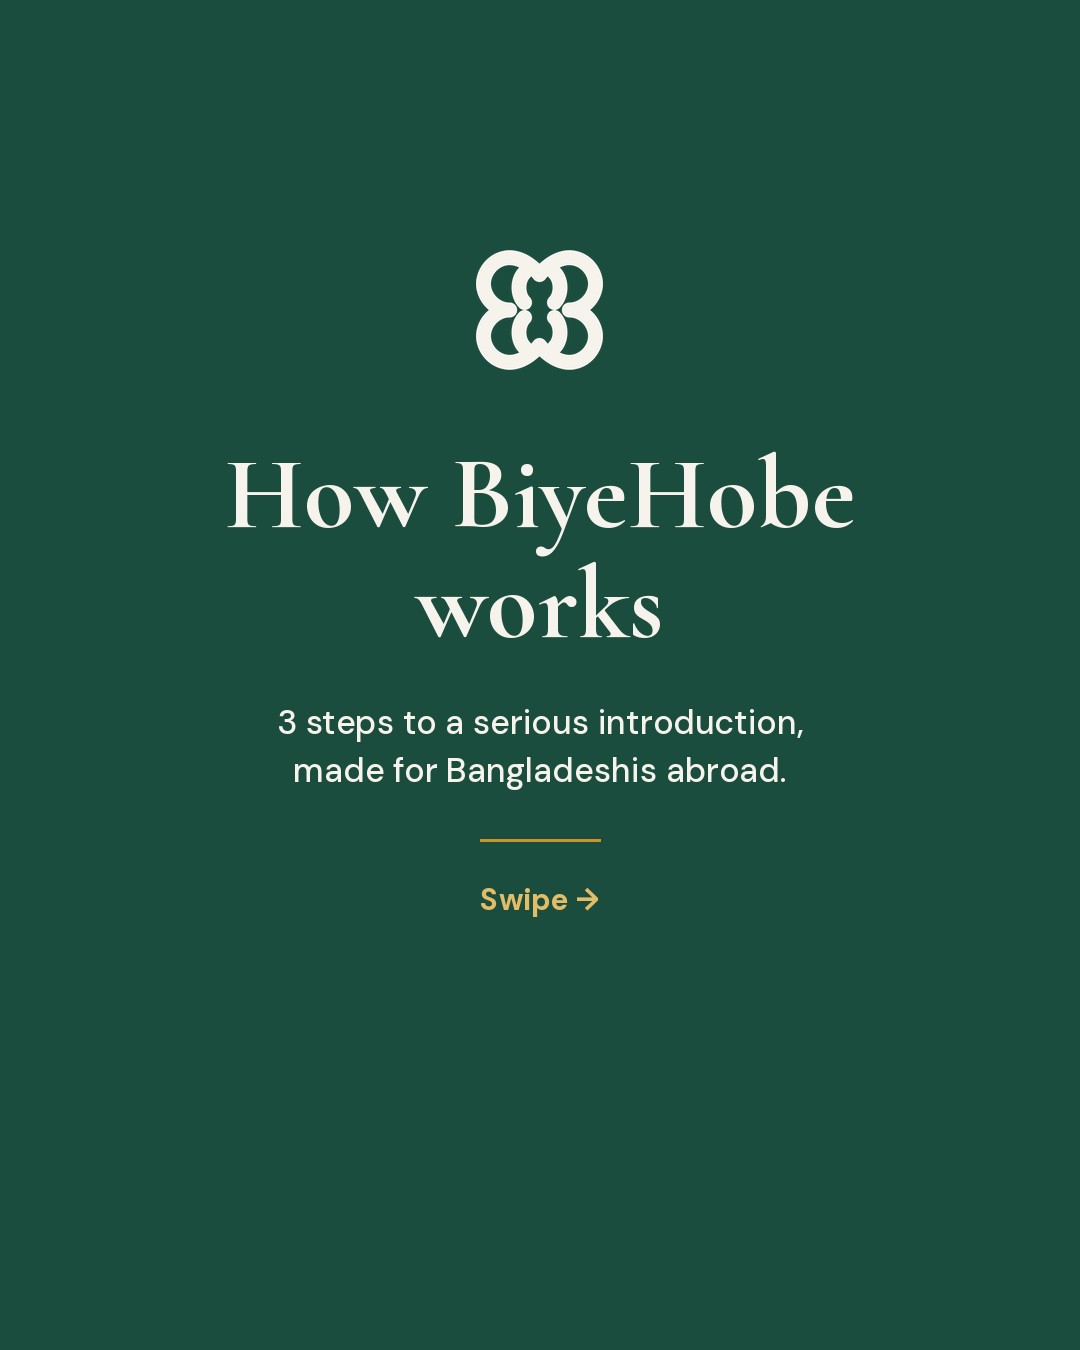 How BiyeHobe
works
3 steps to a serious introduction,
made for Bangladeshis abroad.
Swipe →